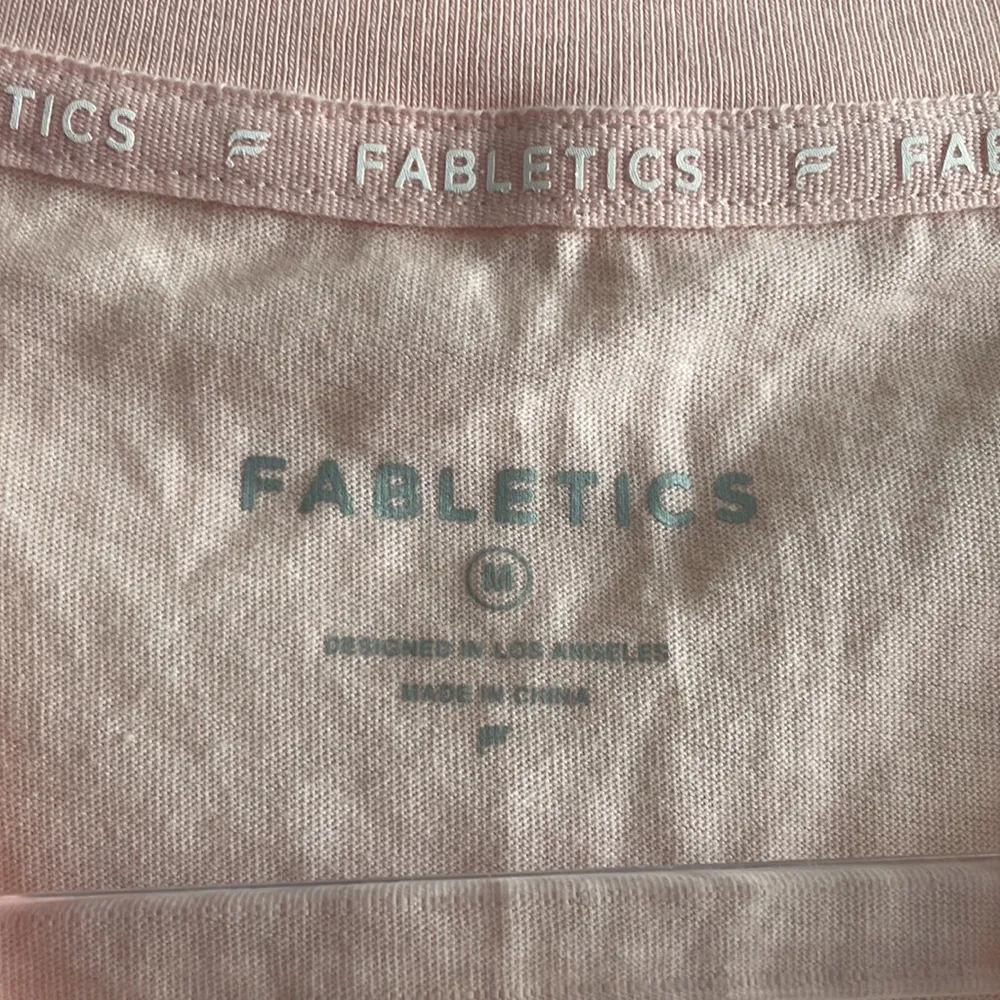 TICS FABLETICS FAB
FABLETICS
M
DESIGNED IN LOS ANGELES
MADE IN CHINA